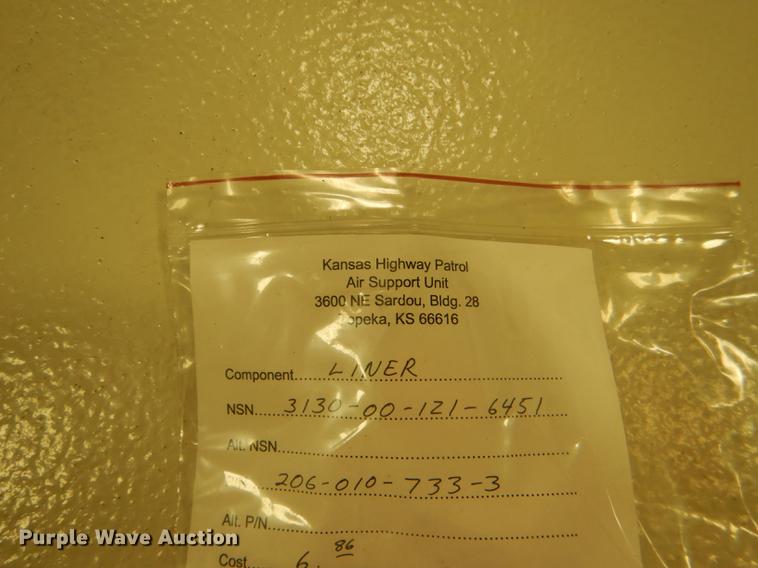 Kansas Highway Patrol
Air Support Unit
3600 NE Sardou, Bldg. 28
Topeka, KS 66616
Component LINER
NSN 3130-00-121-6451
Alt. NSN
206-010-733-3
Alt. P/N
Cost 6.86
Purple Wave Auction